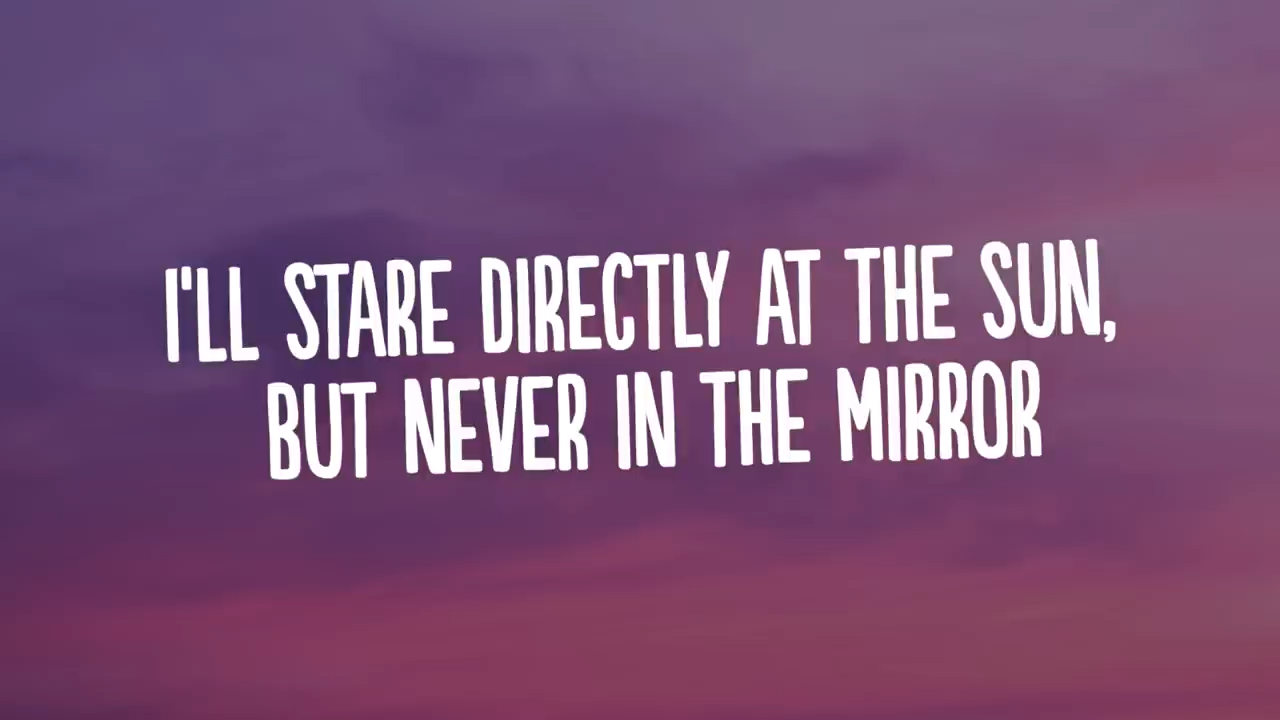 I'LL STARE DIRECTLY AT THE SUN,
BUT NEVER IN THE MIRROR